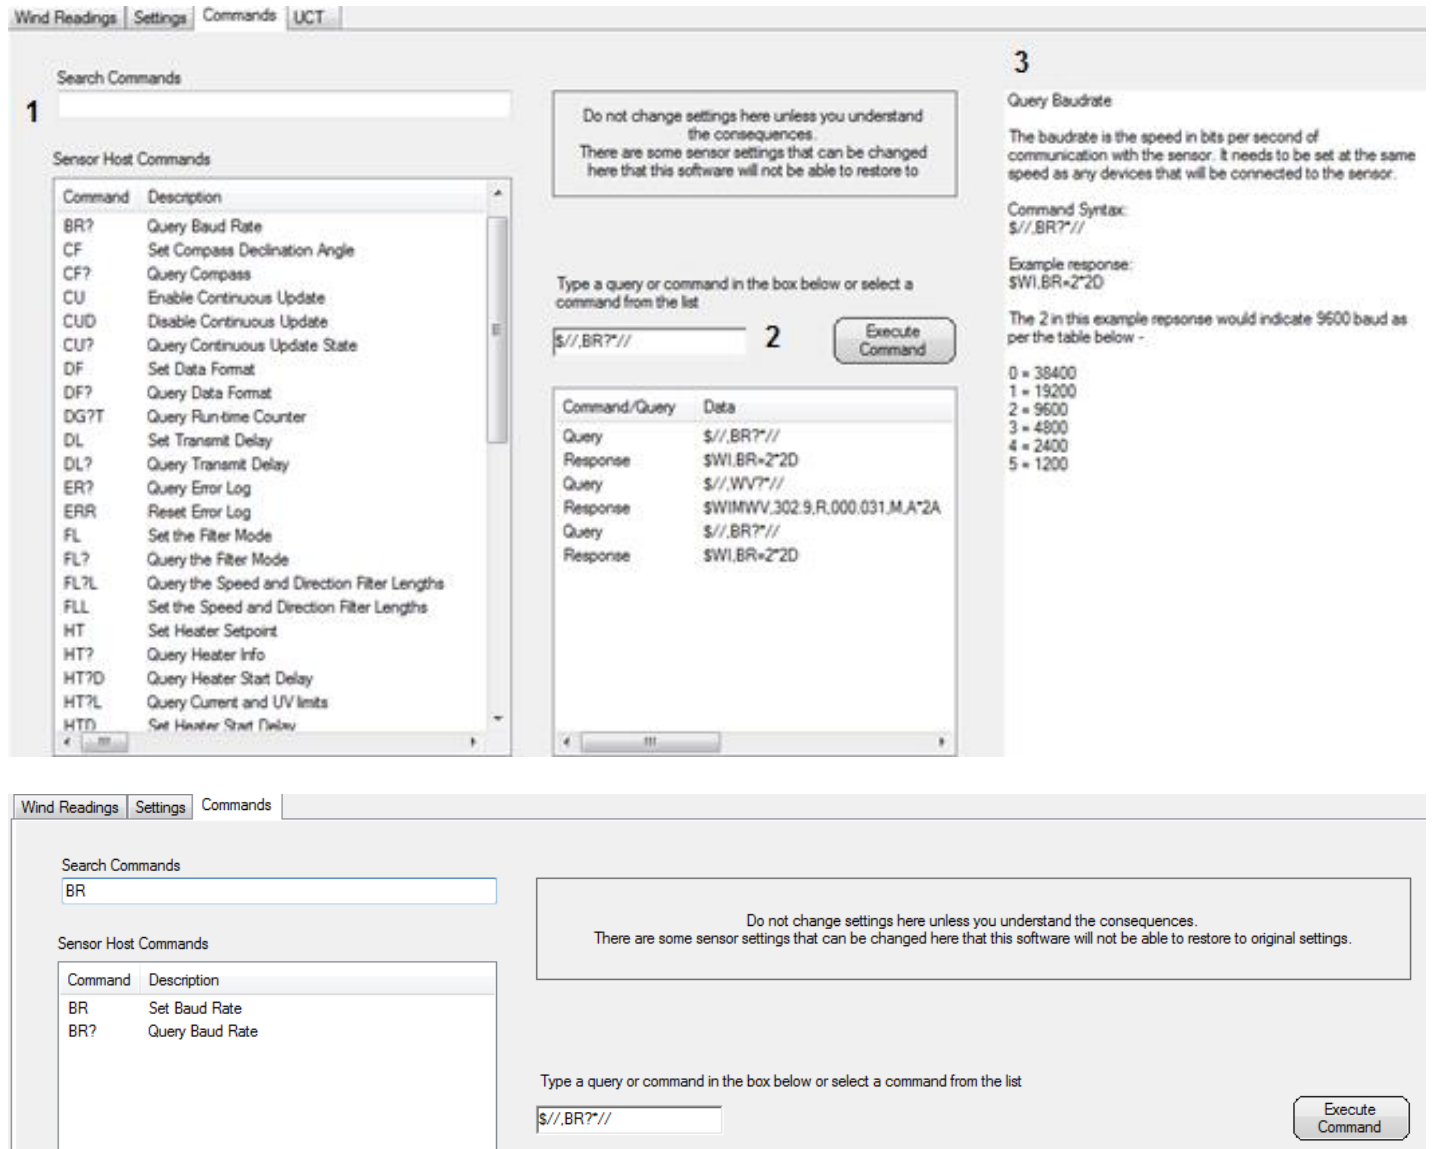 Wind Readings Settings Commands UCT
Search Commands
1
Sensor Host Commands
Command Description
BR? Query Baud Rate
CF Set Compass Declination Angle
CF? Query Compass
CU Enable Continuous Update
CUD Disable Continuous Update
CU? Query Continuous Update State
DF Set Data Format
DF? Query Data Format
DG?T Query Run-time Counter
DL Set Transmit Delay
DL? Query Transmit Delay
ER? Query Error Log
ERR Reset Error Log
FL Set the Filter Mode
FL? Query the Filter Mode
FL?L Query the Speed and Direction Filter Lengths
FLL Set the Speed and Direction Filter Lengths
HT Set Heater Setpoint
HT? Query Heater Info
HT?D Query Heater Start Delay
HT?L Query Current and UV limits
HTD Set Heater Start Delay
Do not change settings here unless you understand
the consequences.
There are some sensor settings that can be changed
here that this software will not be able to restore to
Type a query or command in the box below or select a
command from the list
$//,BR?*// 2 Execute
Command
Command/Query Data
Query $//,BR?*//
Response $WI,BR=2*2D
Query $//,WV?*//
Response $WIMWV,302.9,R,000.031,M,A*2A
Query $//,BR?*//
Response $WI,BR=2*2D
3
Query Baudrate
The baudrate is the speed in bits per second of
communication with the sensor. It needs to be set at the same
speed as any devices that will be connected to the sensor.
Command Syntax:
$//,BR?*//
Example response:
$WI,BR=2*2D
The 2 in this example repsonse would indicate 9600 baud as
per the table below -
0 = 38400
1 = 19200
2 = 9600
3 = 4800
4 = 2400
5 = 1200
Wind Readings Settings Commands
Search Commands
BR
Sensor Host Commands
Command Description
BR Set Baud Rate
BR? Query Baud Rate
Do not change settings here unless you understand the consequences.
There are some sensor settings that can be changed here that this software will not be able to restore to original settings.
Type a query or command in the box below or select a command from the list
$//,BR?*// Execute
Command